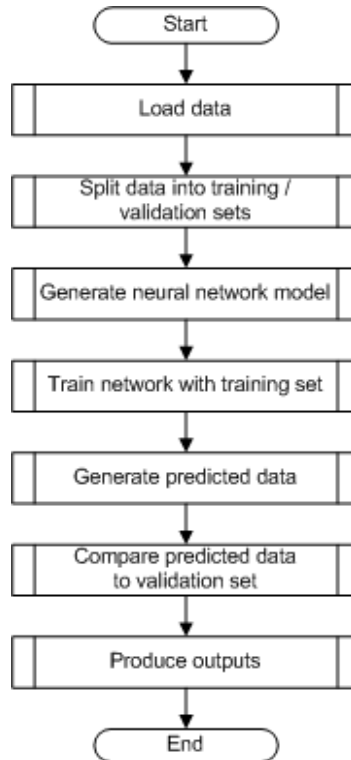 Start
Load data
Split data into training /
validation sets
Generate neural network model
Train network with training set
Generate predicted data
Compare predicted data
to validation set
Produce outputs
End